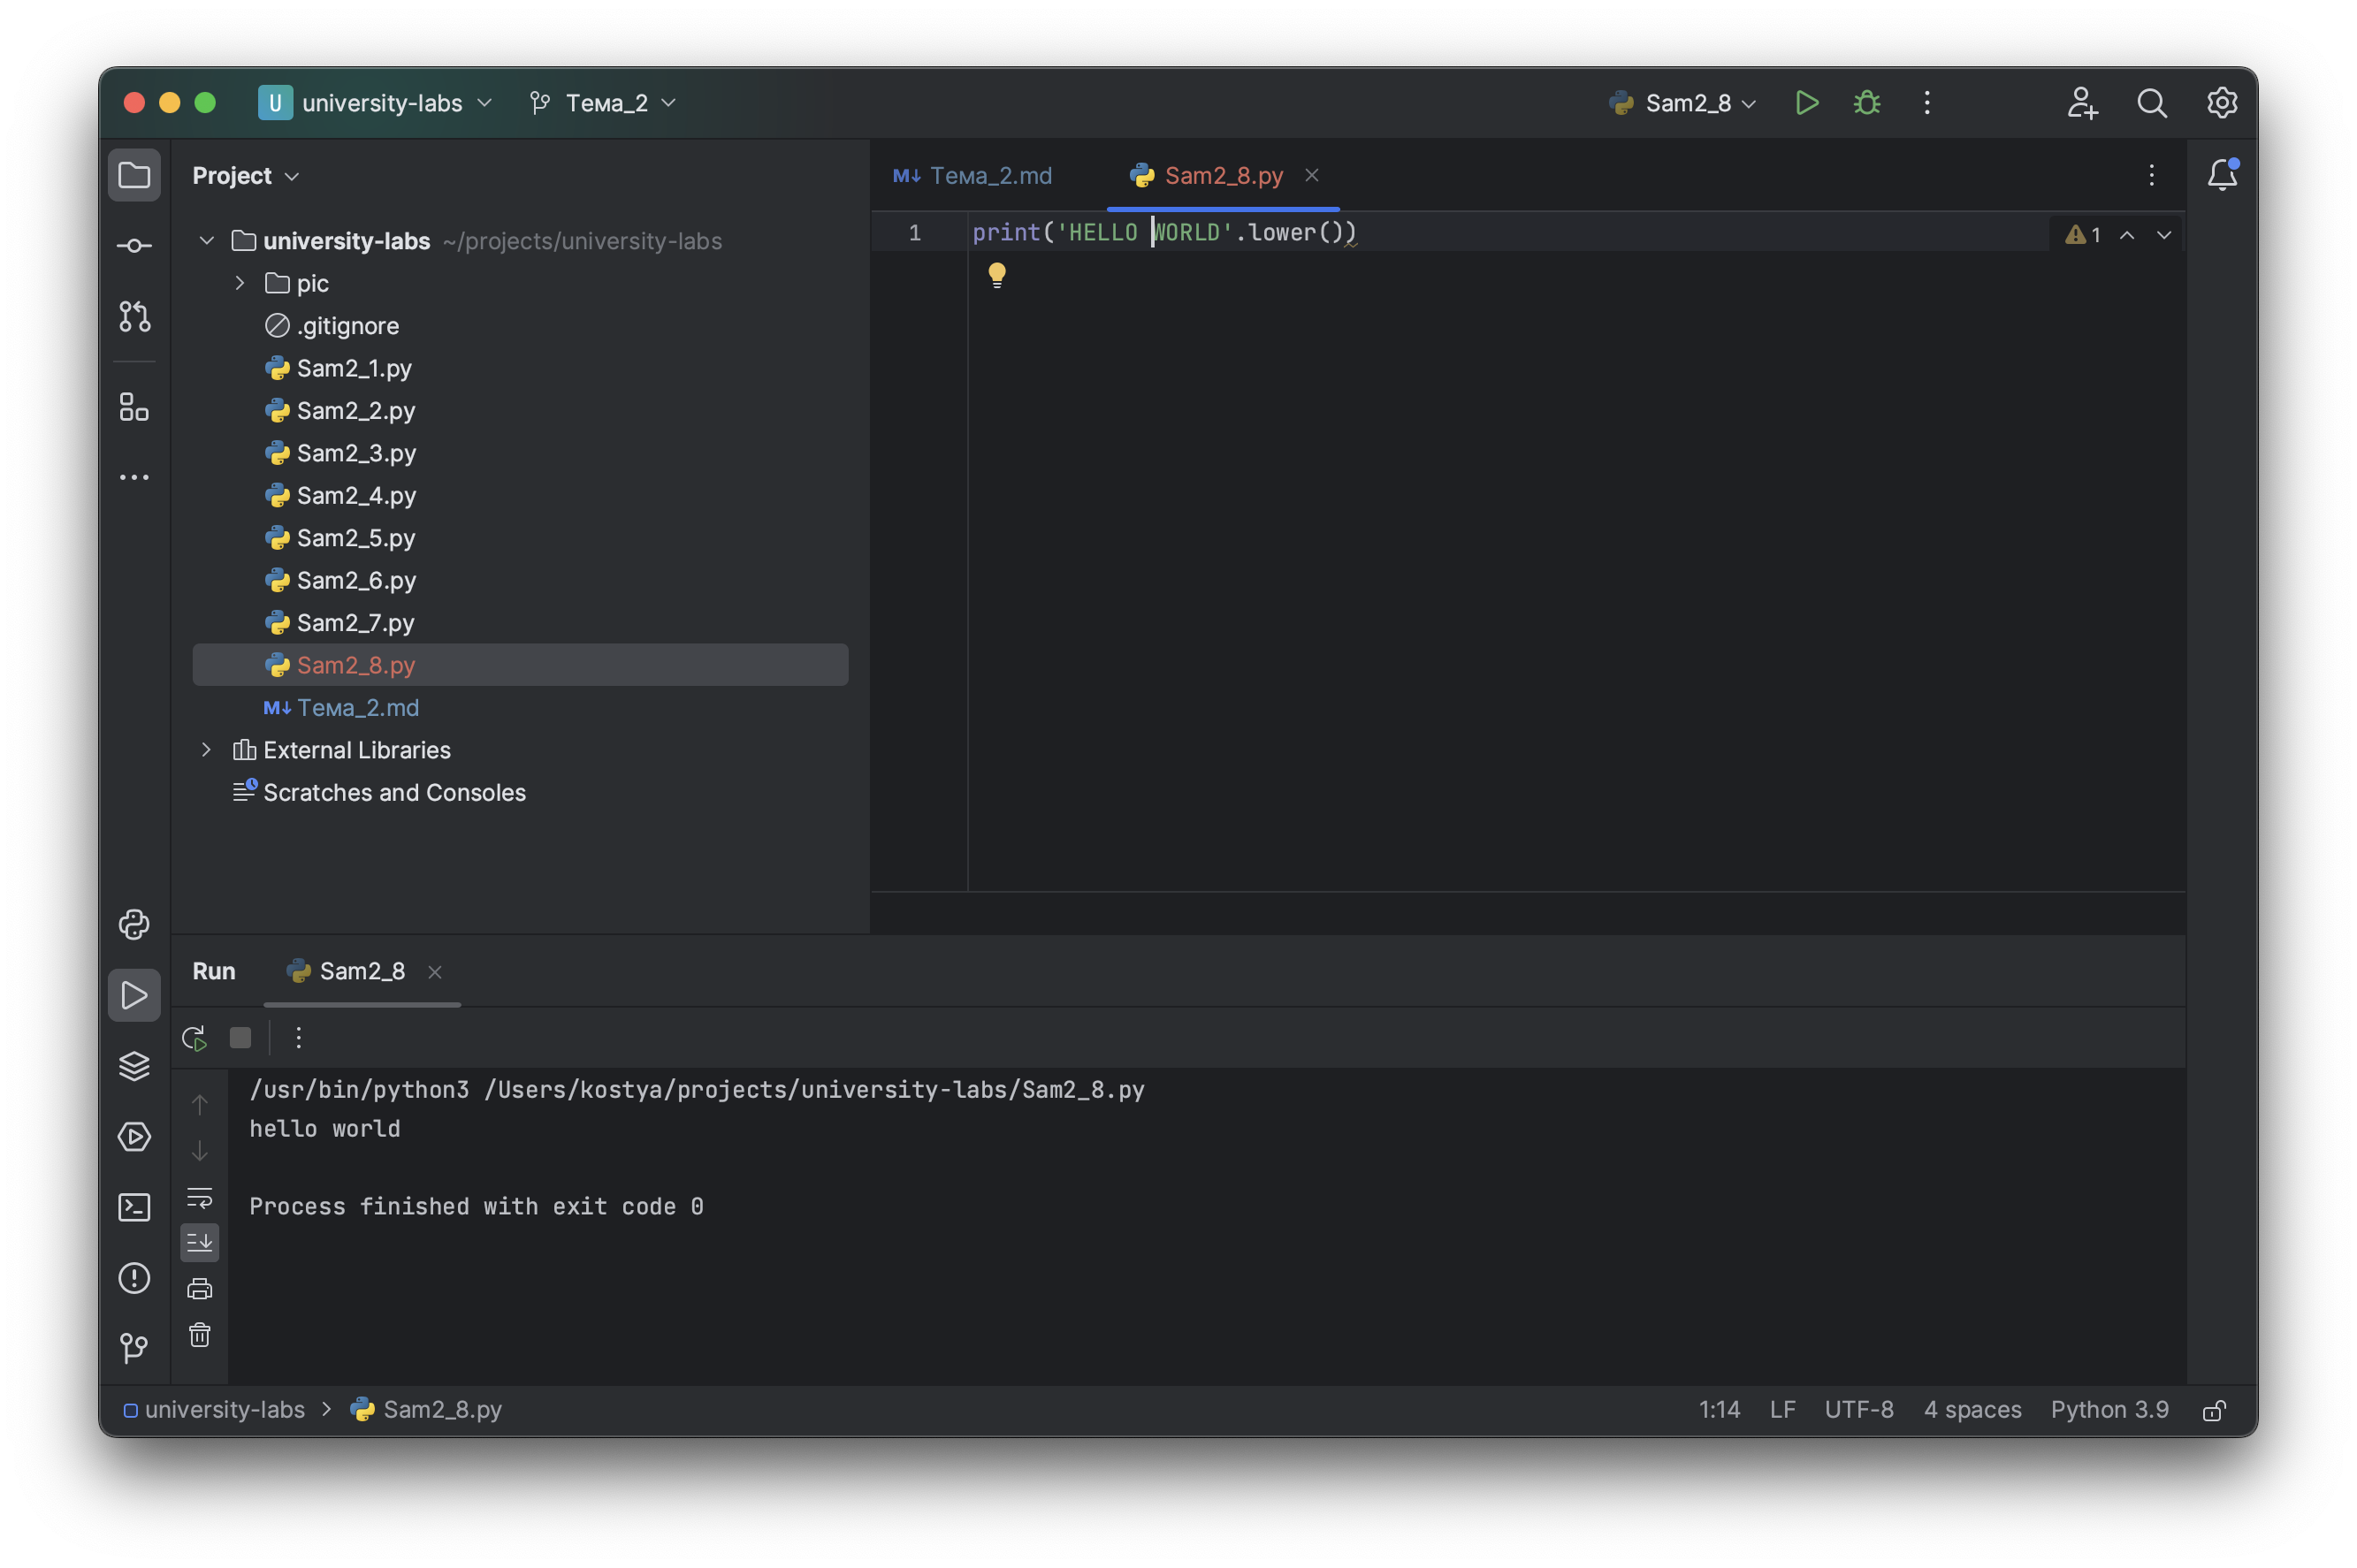 U university-labs Тема_2 Sam2_8
Project
Тема_2.md Sam2_8.py
university-labs ~/projects/university-labs
pic
.gitignore
Sam2_1.py
Sam2_2.py
Sam2_3.py
Sam2_4.py
Sam2_5.py
Sam2_6.py
Sam2_7.py
Sam2_8.py
M↓ Тема_2.md
External Libraries
Scratches and Consoles
1 print('HELLO WORLD'.lower()) 1
Run Sam2_8
/usr/bin/python3 /Users/kostya/projects/university-labs/Sam2_8.py
hello world
Process finished with exit code 0
university-labs > Sam2_8.py 1:14 LF UTF-8 4 spaces Python 3.9